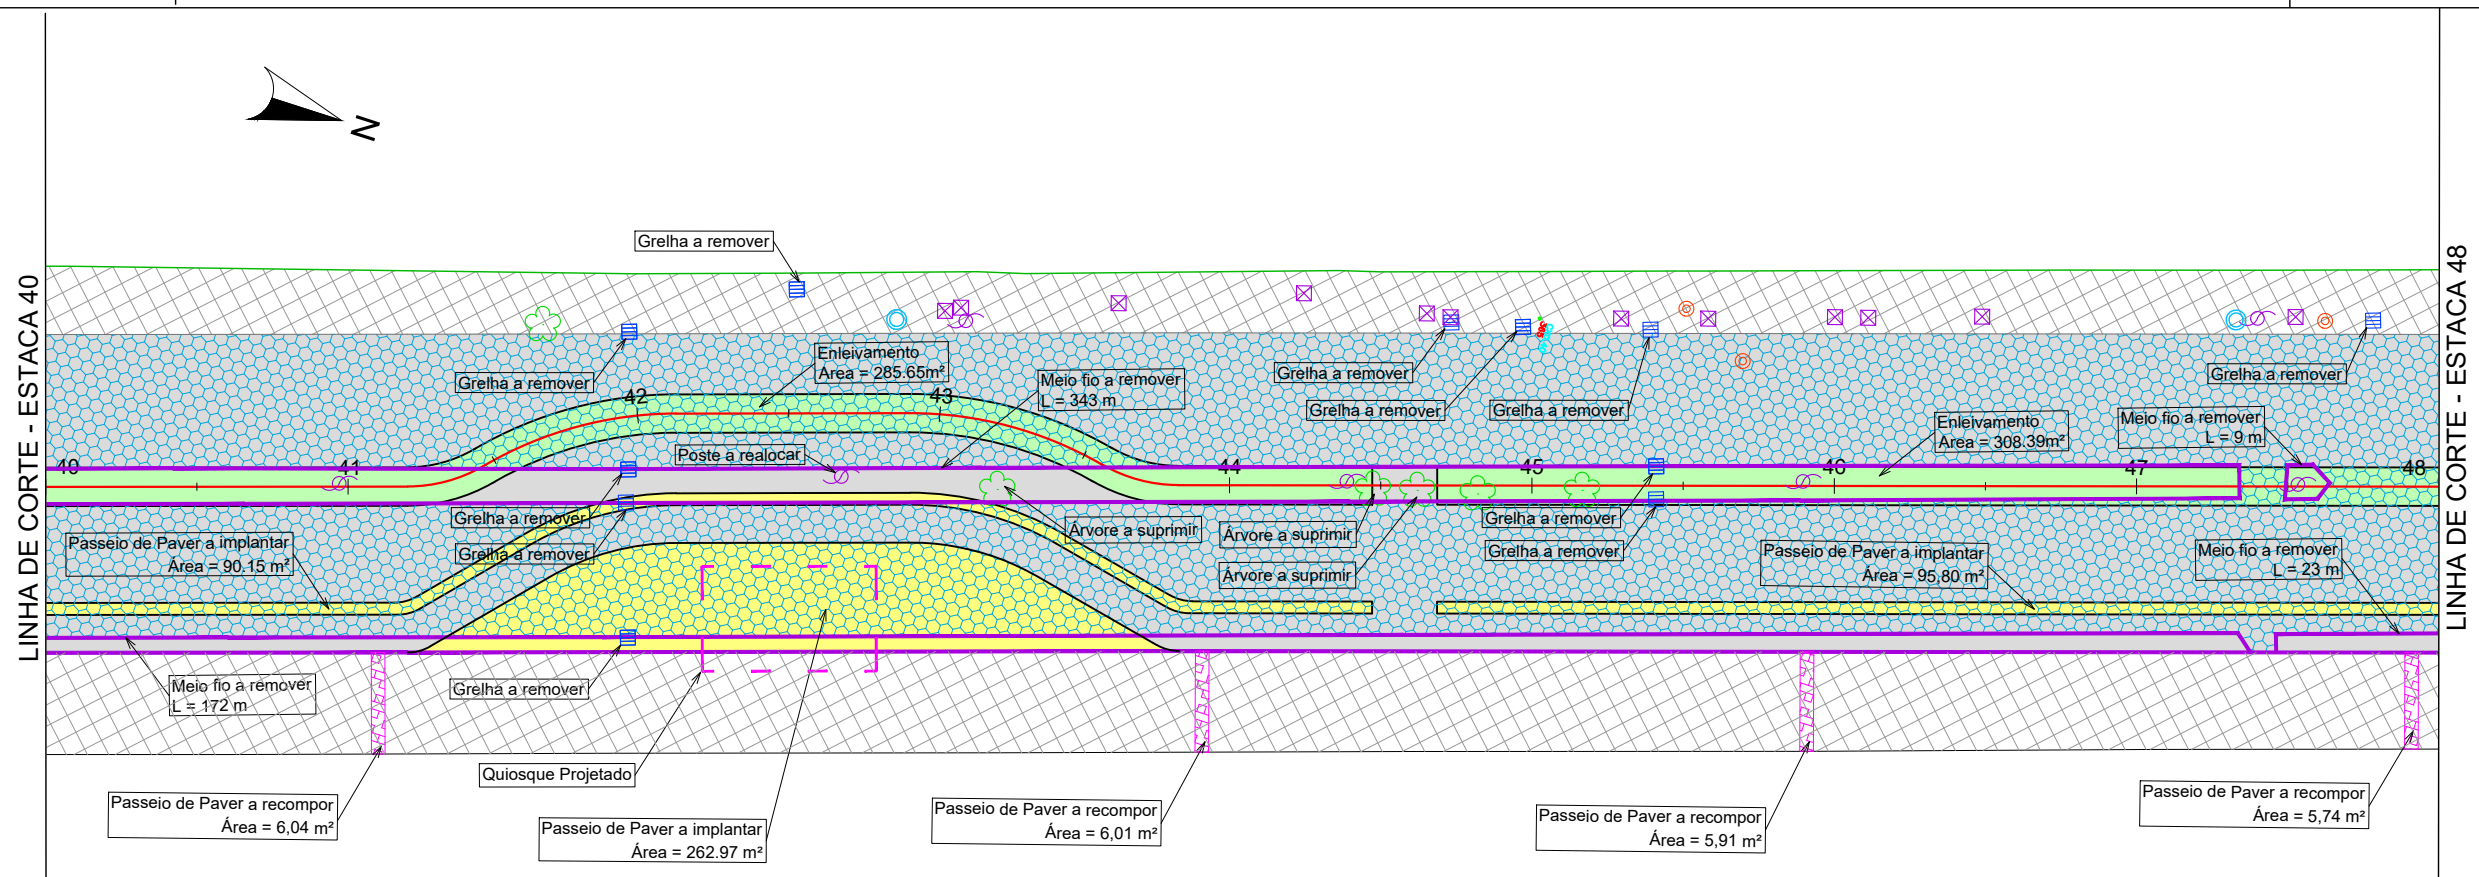 N
LINHA DE CORTE - ESTACA 40
LINHA DE CORTE - ESTACA 48
Grelha a remover
Grelha a remover
Enleivamento
Área = 285.65m²
Meio fio a remover
L = 343 m
Grelha a remover
Grelha a remover
Grelha a remover
Grelha a remover
Enleivamento
Área = 308.39m²
Meio fio a remover
L = 9 m
Poste a realocar
40
41
42
43
44
45
46
47
48
Grelha a remover
Grelha a remover
Árvore a suprimir
Árvore a suprimir
Árvore a suprimir
Grelha a remover
Grelha a remover
Passeio de Paver a implantar
Área = 90.15 m²
Passeio de Paver a implantar
Área = 95,80 m²
Meio fio a remover
L = 23 m
Meio fio a remover
L = 172 m
Grelha a remover
Quiosque Projetado
Passeio de Paver a recompor
Área = 6,04 m²
Passeio de Paver a implantar
Área = 262.97 m²
Passeio de Paver a recompor
Área = 6,01 m²
Passeio de Paver a recompor
Área = 5,91 m²
Passeio de Paver a recompor
Área = 5,74 m²